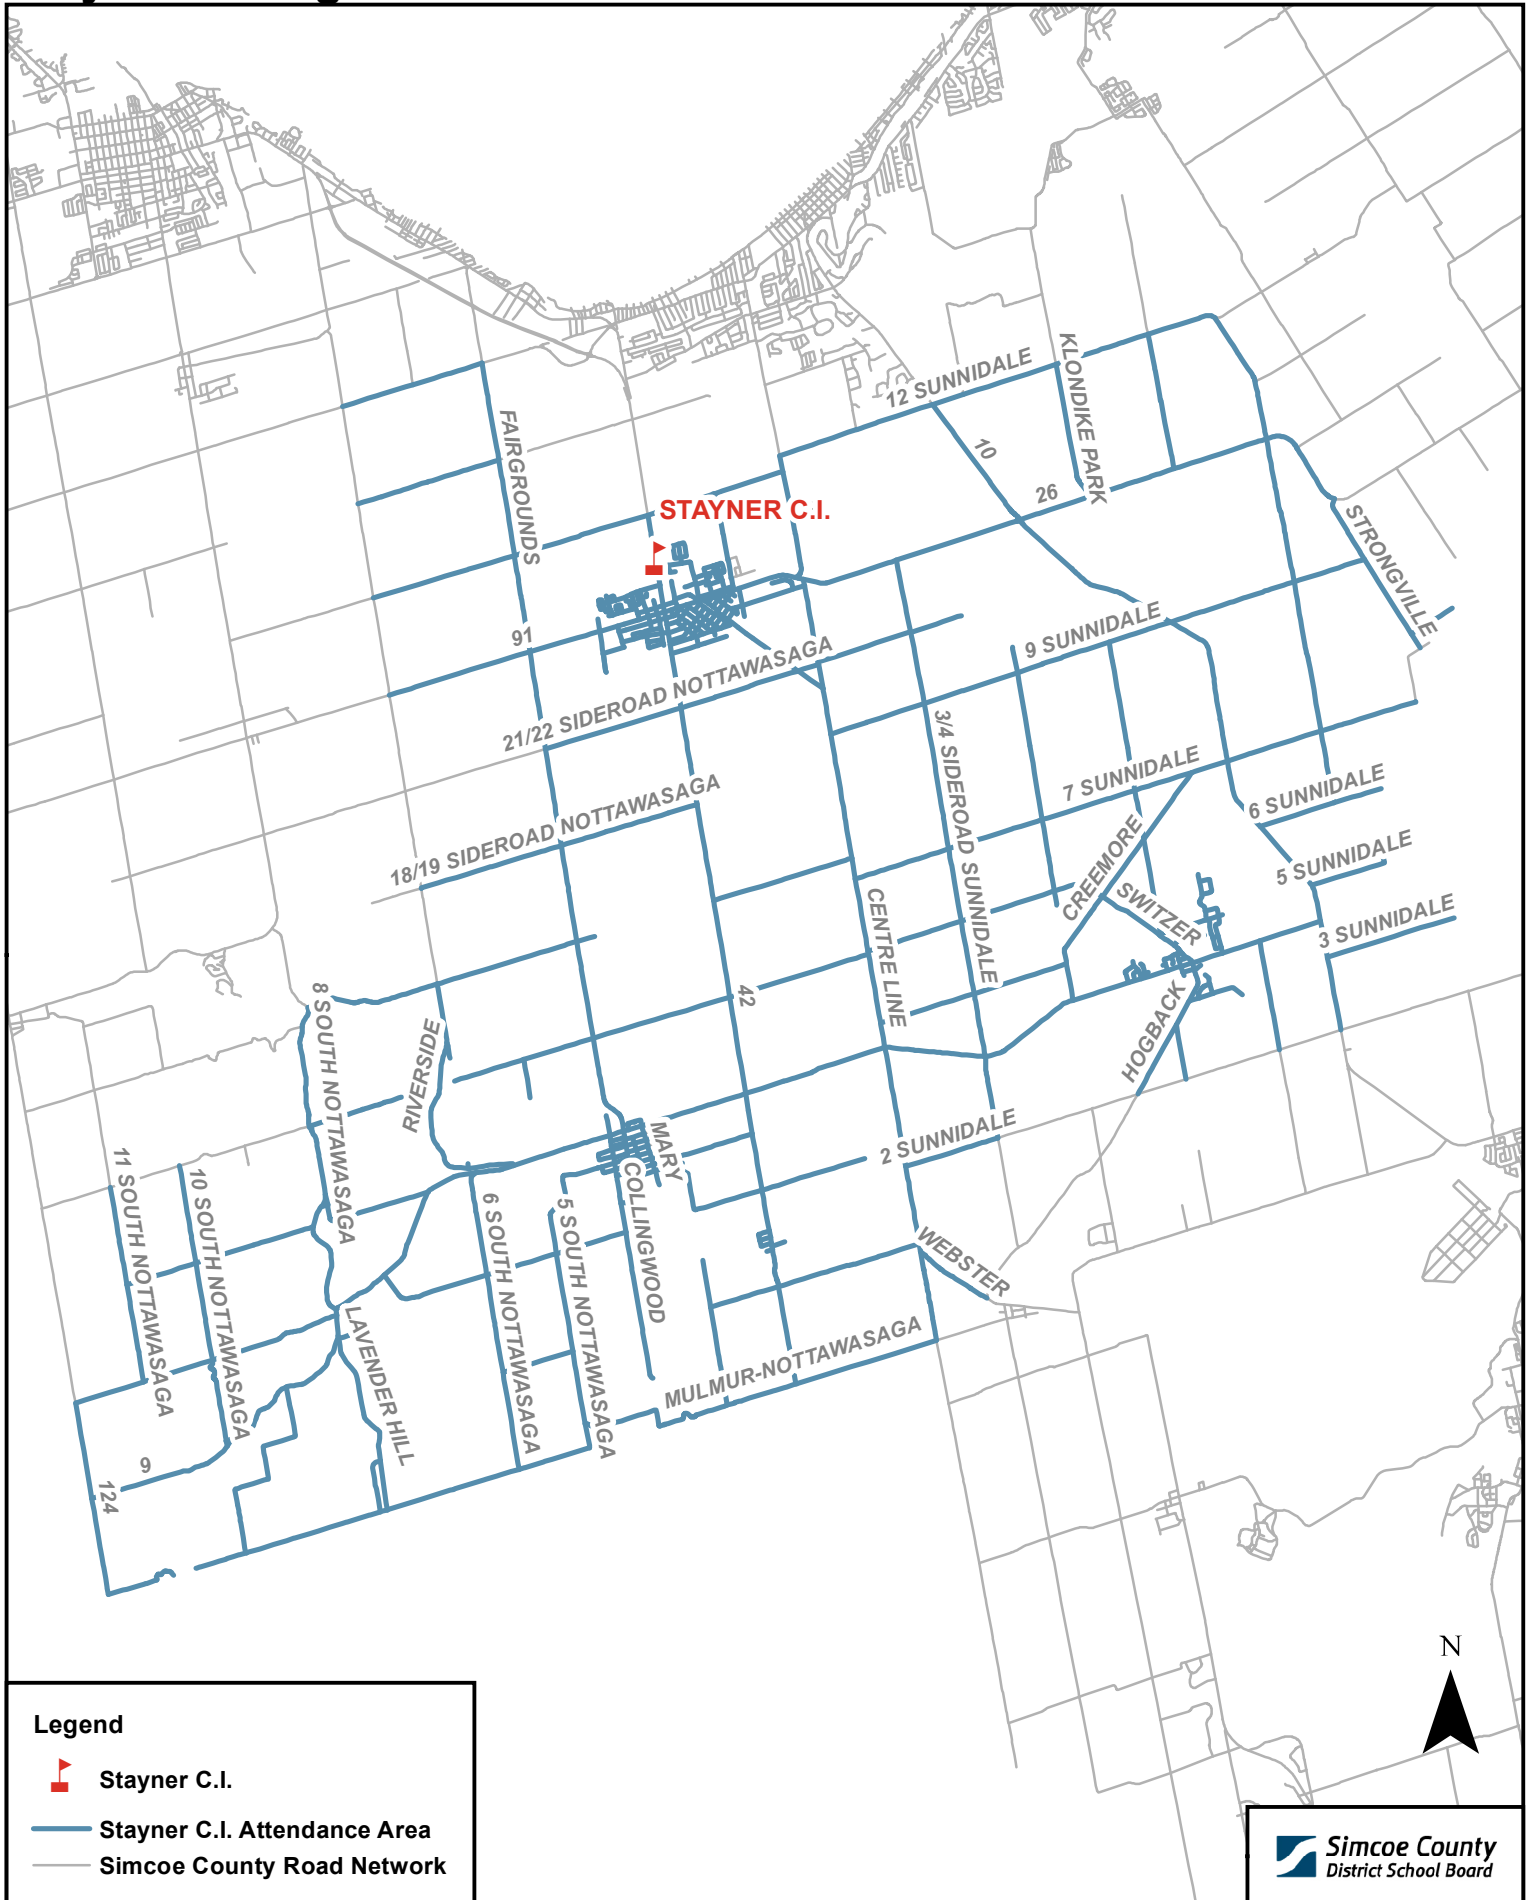 12 SUNNIDALE
KLONDIKE PARK
FAIRGROUNDS
10
26
STAYNER C.I.
STRONGVILLE
91
9 SUNNIDALE
21/22 SIDEROAD NOTTAWASAGA
3/4 SIDEROAD SUNNIDALE
7 SUNNIDALE
6 SUNNIDALE
18/19 SIDEROAD NOTTAWASAGA
CREEMORE
5 SUNNIDALE
SWITZER
CENTRE LINE
3 SUNNIDALE
42
8 SOUTH NOTTAWASAGA
RIVERSIDE
HOGBACK
MARY
2 SUNNIDALE
11 SOUTH NOTTAWASAGA
10 SOUTH NOTTAWASAGA
6 SOUTH NOTTAWASAGA
5 SOUTH NOTTAWASAGA
COLLINGWOOD
WEBSTER
LAVENDER HILL
MULMUR-NOTTAWASAGA
9
124
N
Legend
Stayner C.I.
Stayner C.I. Attendance Area
Simcoe County Road Network
Simcoe County
District School Board